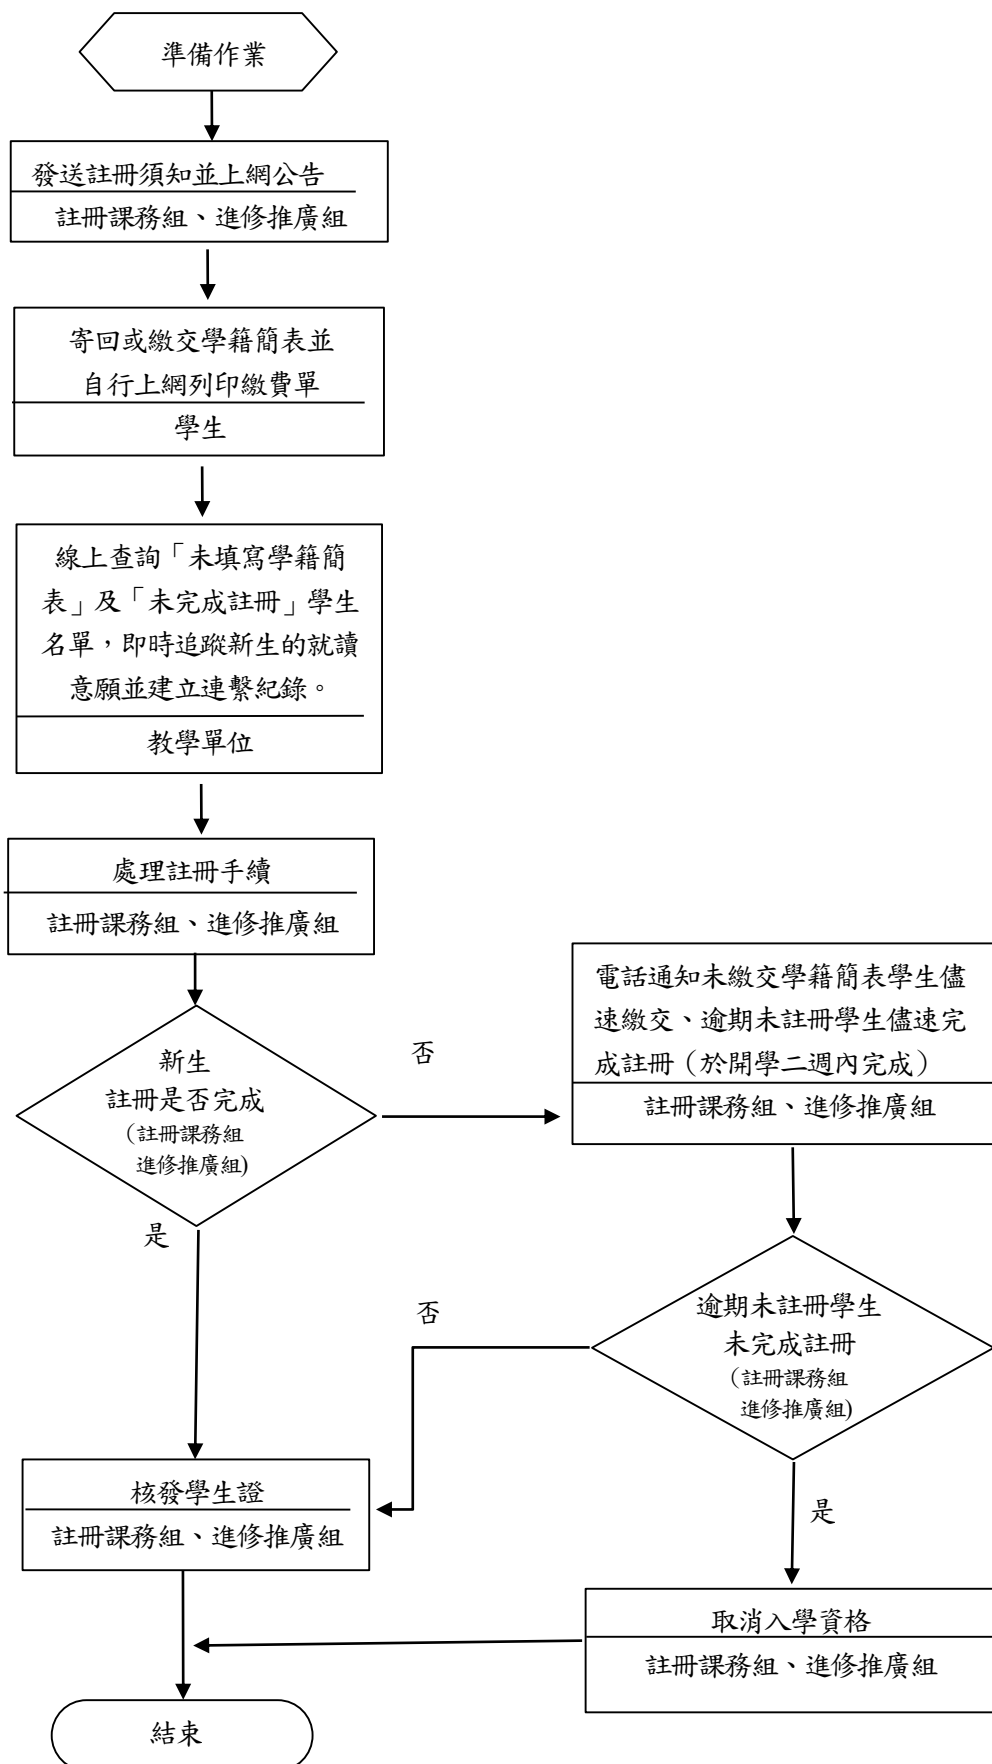 準備作業
發送註冊須知並上網公告
註冊課務組、進修推廣組
寄回或繳交學籍簡表並
自行上網列印繳費單
學生
線上查詢「未填寫學籍簡
表」及「未完成註冊」學生
名單，即時追蹤新生的就讀
意願並建立連繫紀錄。
教學單位
處理註冊手續
註冊課務組、進修推廣組
新生
註冊是否完成
（註冊課務組
進修推廣組)
否
電話通知未繳交學籍簡表學生儘
速繳交、逾期未註冊學生儘速完
成註冊（於開學二週內完成）
註冊課務組、進修推廣組
是
逾期未註冊學生
未完成註冊
（註冊課務組
進修推廣組)
否
核發學生證
註冊課務組、進修推廣組
是
取消入學資格
註冊課務組、進修推廣組
結束